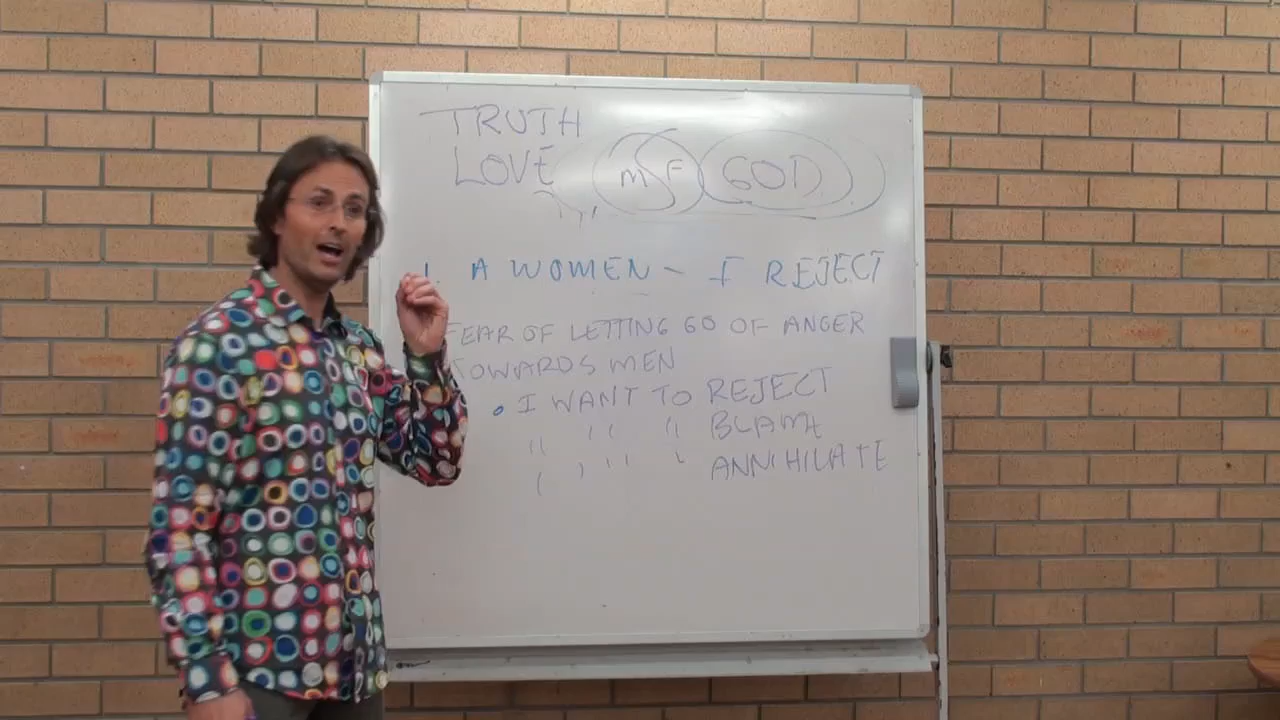 TRUTH
LOVE M F GOD
1. A WOMEN - I REJECT
FEAR OF LETTING GO OF ANGER
TOWARDS MEN
• I WANT TO REJECT
" " " BLAME
" " " ANNIHILATE